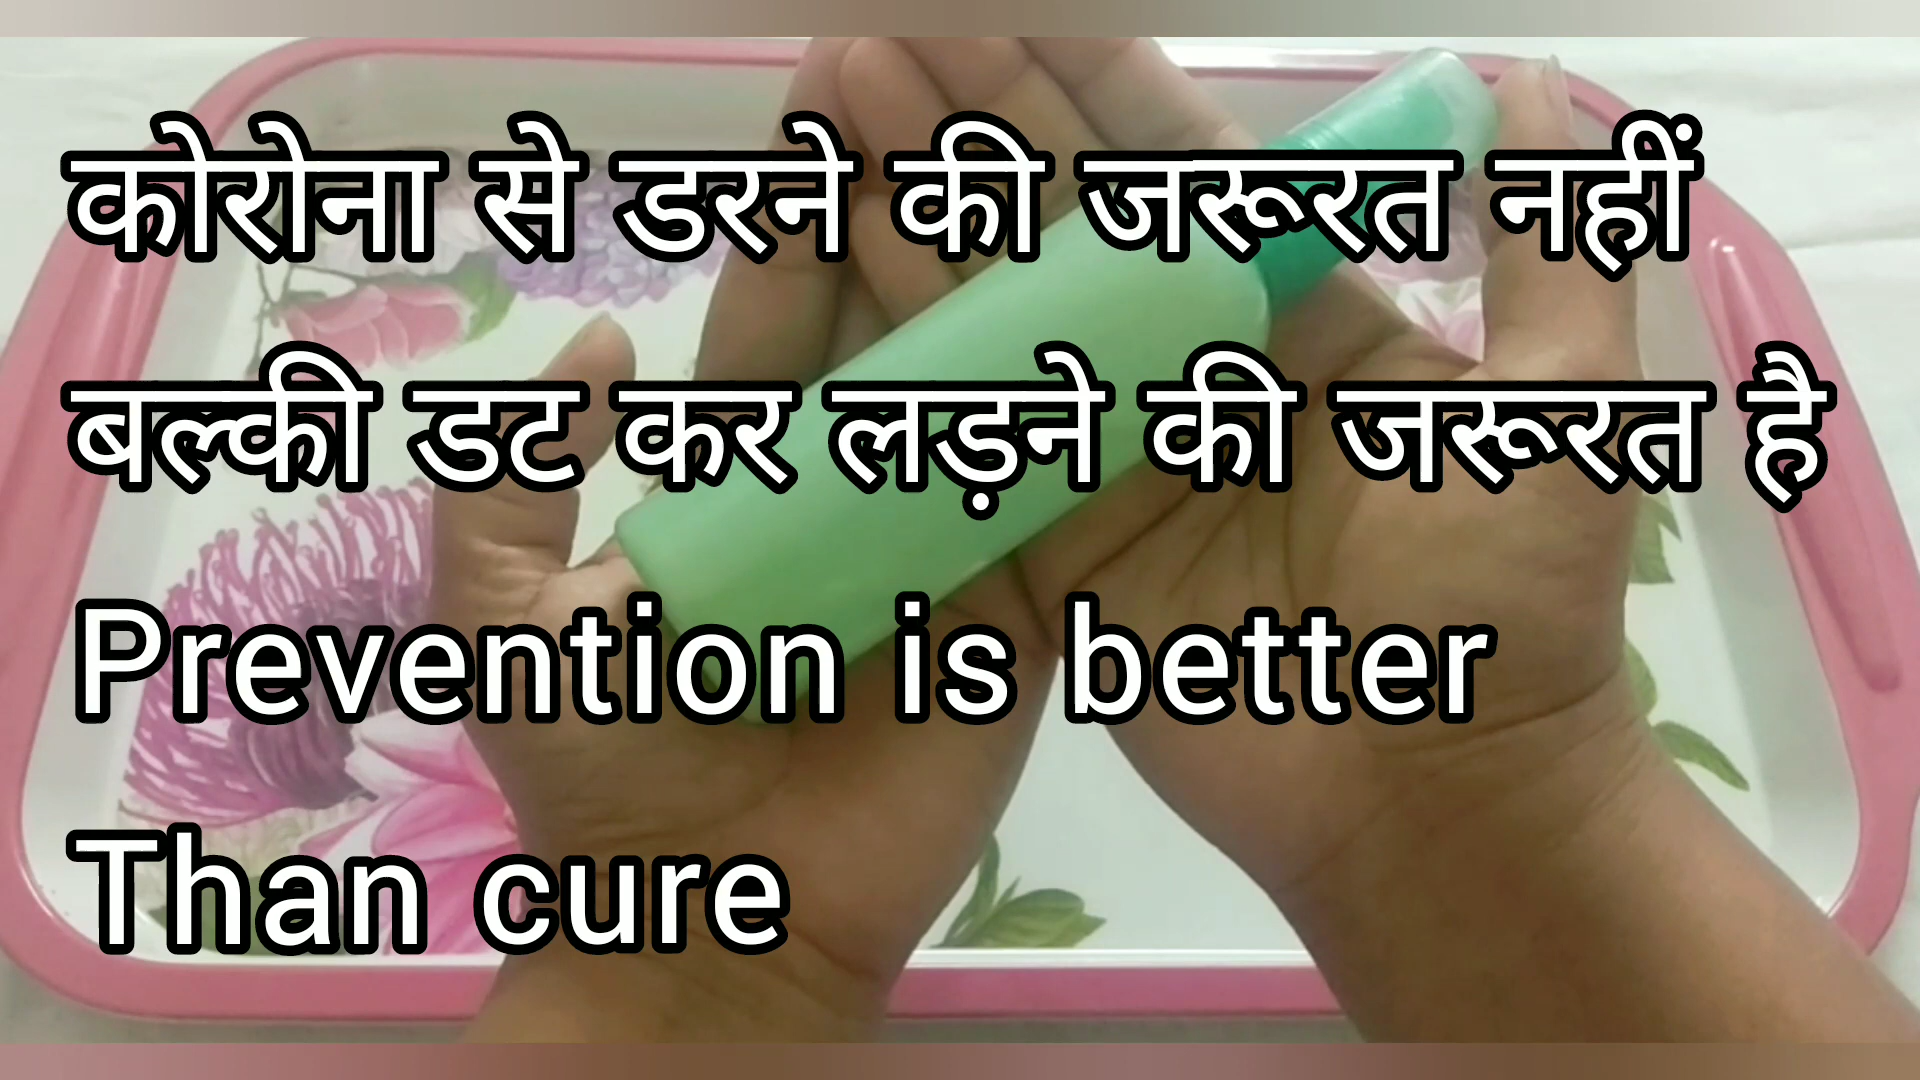 कोरोना से डरने की जरूरत नहीं
बल्की डट कर लड़ने की जरूरत है
Prevention is better
Than cure